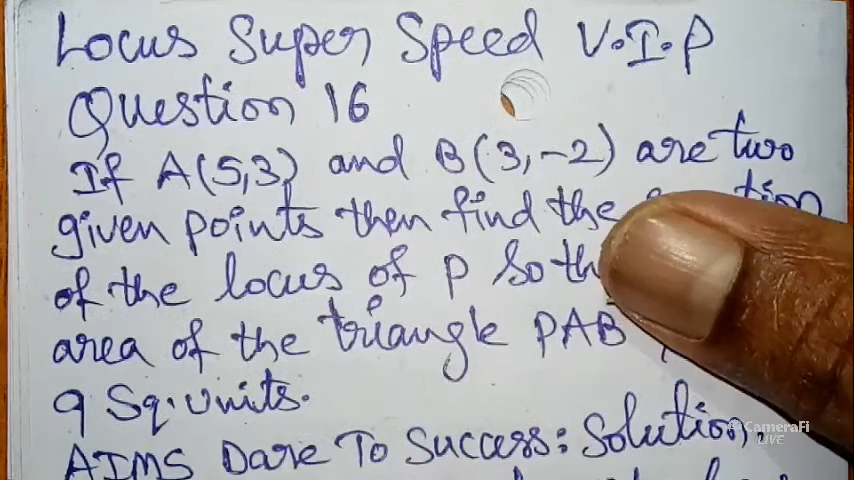 Locus Super Speed V.I.P
Question 16
If A(5,3) and B(3,-2) are two
given points then find the
of the locus of P so
area of the triangle PAB
9 Sq.units.
AIMS Dare To Success: Solution
CameraFi
LIVE